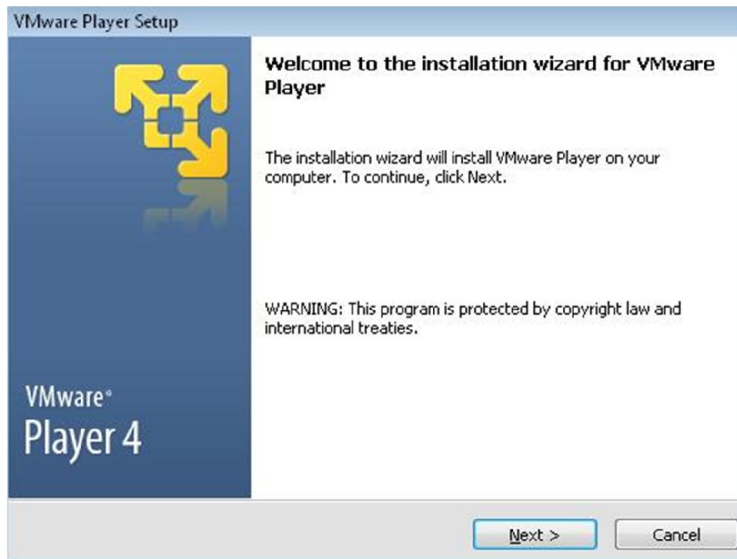 VMware Player Setup
Welcome to the installation wizard for VMware
Player
The installation wizard will install VMware Player on your
computer. To continue, click Next.
WARNING: This program is protected by copyright law and
international treaties.
VMware®
Player 4
Next >
Cancel